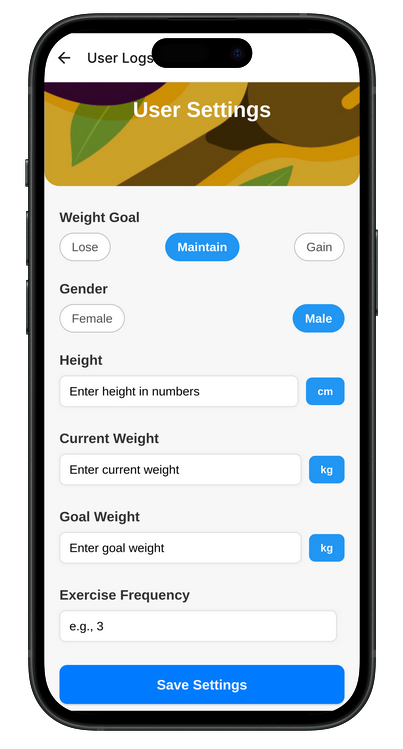 User Logs
User Settings
Weight Goal
Lose Maintain Gain
Gender
Female Male
Height
Enter height in numbers cm
Current Weight
Enter current weight kg
Goal Weight
Enter goal weight kg
Exercise Frequency
e.g., 3
Save Settings